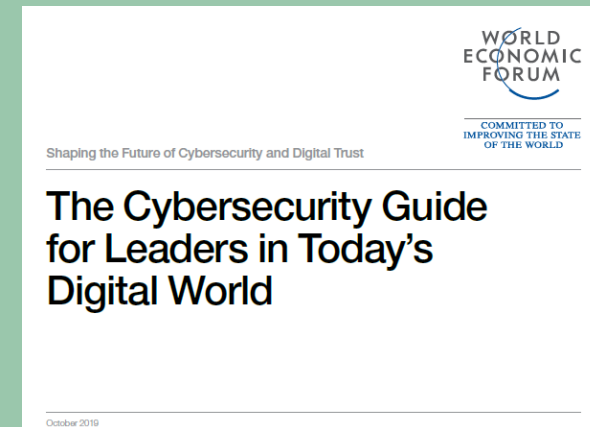 WORLD
ECONOMIC
FORUM
COMMITTED TO
IMPROVING THE STATE
OF THE WORLD
Shaping the Future of Cybersecurity and Digital Trust
The Cybersecurity Guide
for Leaders in Today's
Digital World
October 2019